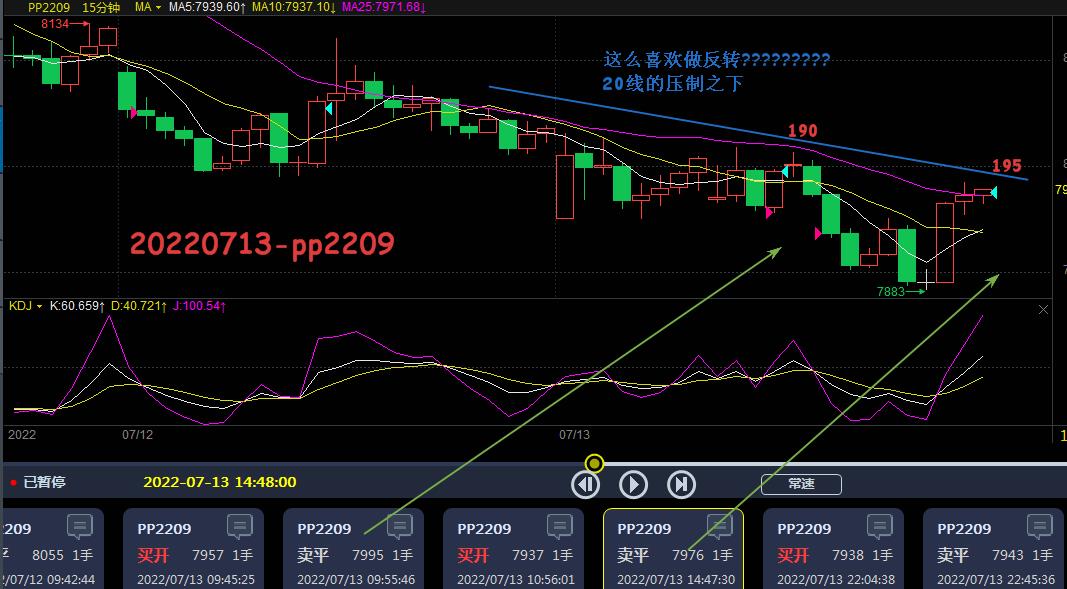 PP2209 15分钟 MA MA5:7939.60↑ MA10:7937.10↓ MA25:7971.68↓
8134
这么喜欢做反转?????????
20线的压制之下
190
195
20220713-pp2209
7883
KDJ K:60.659↑ D:40.721↑ J:100.54↑
2022 07/12 07/13
已暂停 2022-07-13 14:48:00 常速
PP2209 PP2209 PP2209 PP2209 PP2209 PP2209
8055 1手 买开 7957 1手 卖平 7995 1手 买开 7937 1手 卖平 7976 1手 买开 7938 1手 卖平 7943 1手
07/12 09:42:44 2022/07/13 09:45:25 2022/07/13 09:55:46 2022/07/13 10:56:01 2022/07/13 14:47:30 2022/07/13 22:04:38 2022/07/13 22:45:36